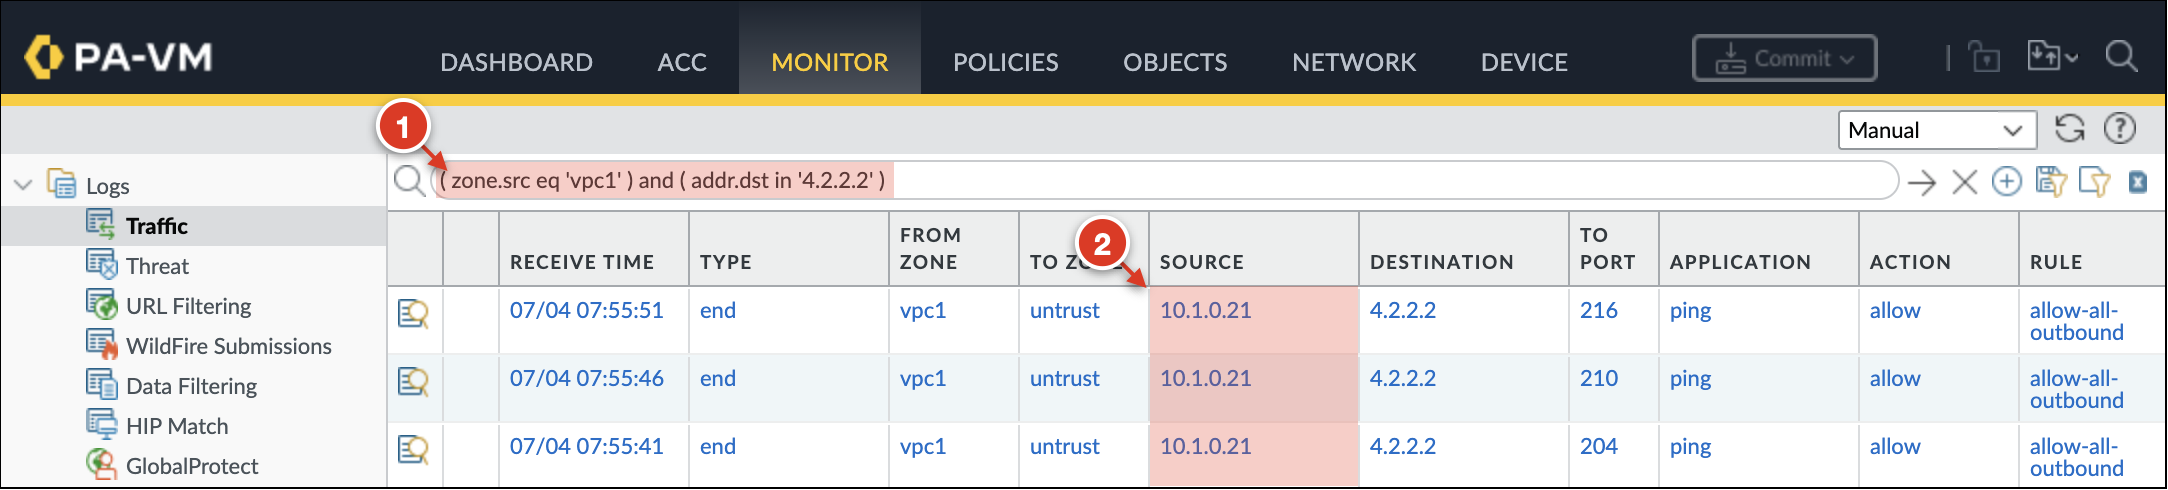 PA-VM
DASHBOARD ACC MONITOR POLICIES OBJECTS NETWORK DEVICE Commit
1
Manual
( zone.src eq 'vpc1' ) and ( addr.dst in '4.2.2.2' )
Logs
Traffic
Threat
URL Filtering
WildFire Submissions
Data Filtering
HIP Match
GlobalProtect
2
RECEIVE TIME TYPE FROM ZONE TO SOURCE DESTINATION TO PORT APPLICATION ACTION RULE
07/04 07:55:51 end vpc1 untrust 10.1.0.21 4.2.2.2 216 ping allow allow-all-
outbound
07/04 07:55:46 end vpc1 untrust 10.1.0.21 4.2.2.2 210 ping allow allow-all-
outbound
07/04 07:55:41 end vpc1 untrust 10.1.0.21 4.2.2.2 204 ping allow allow-all-
outbound